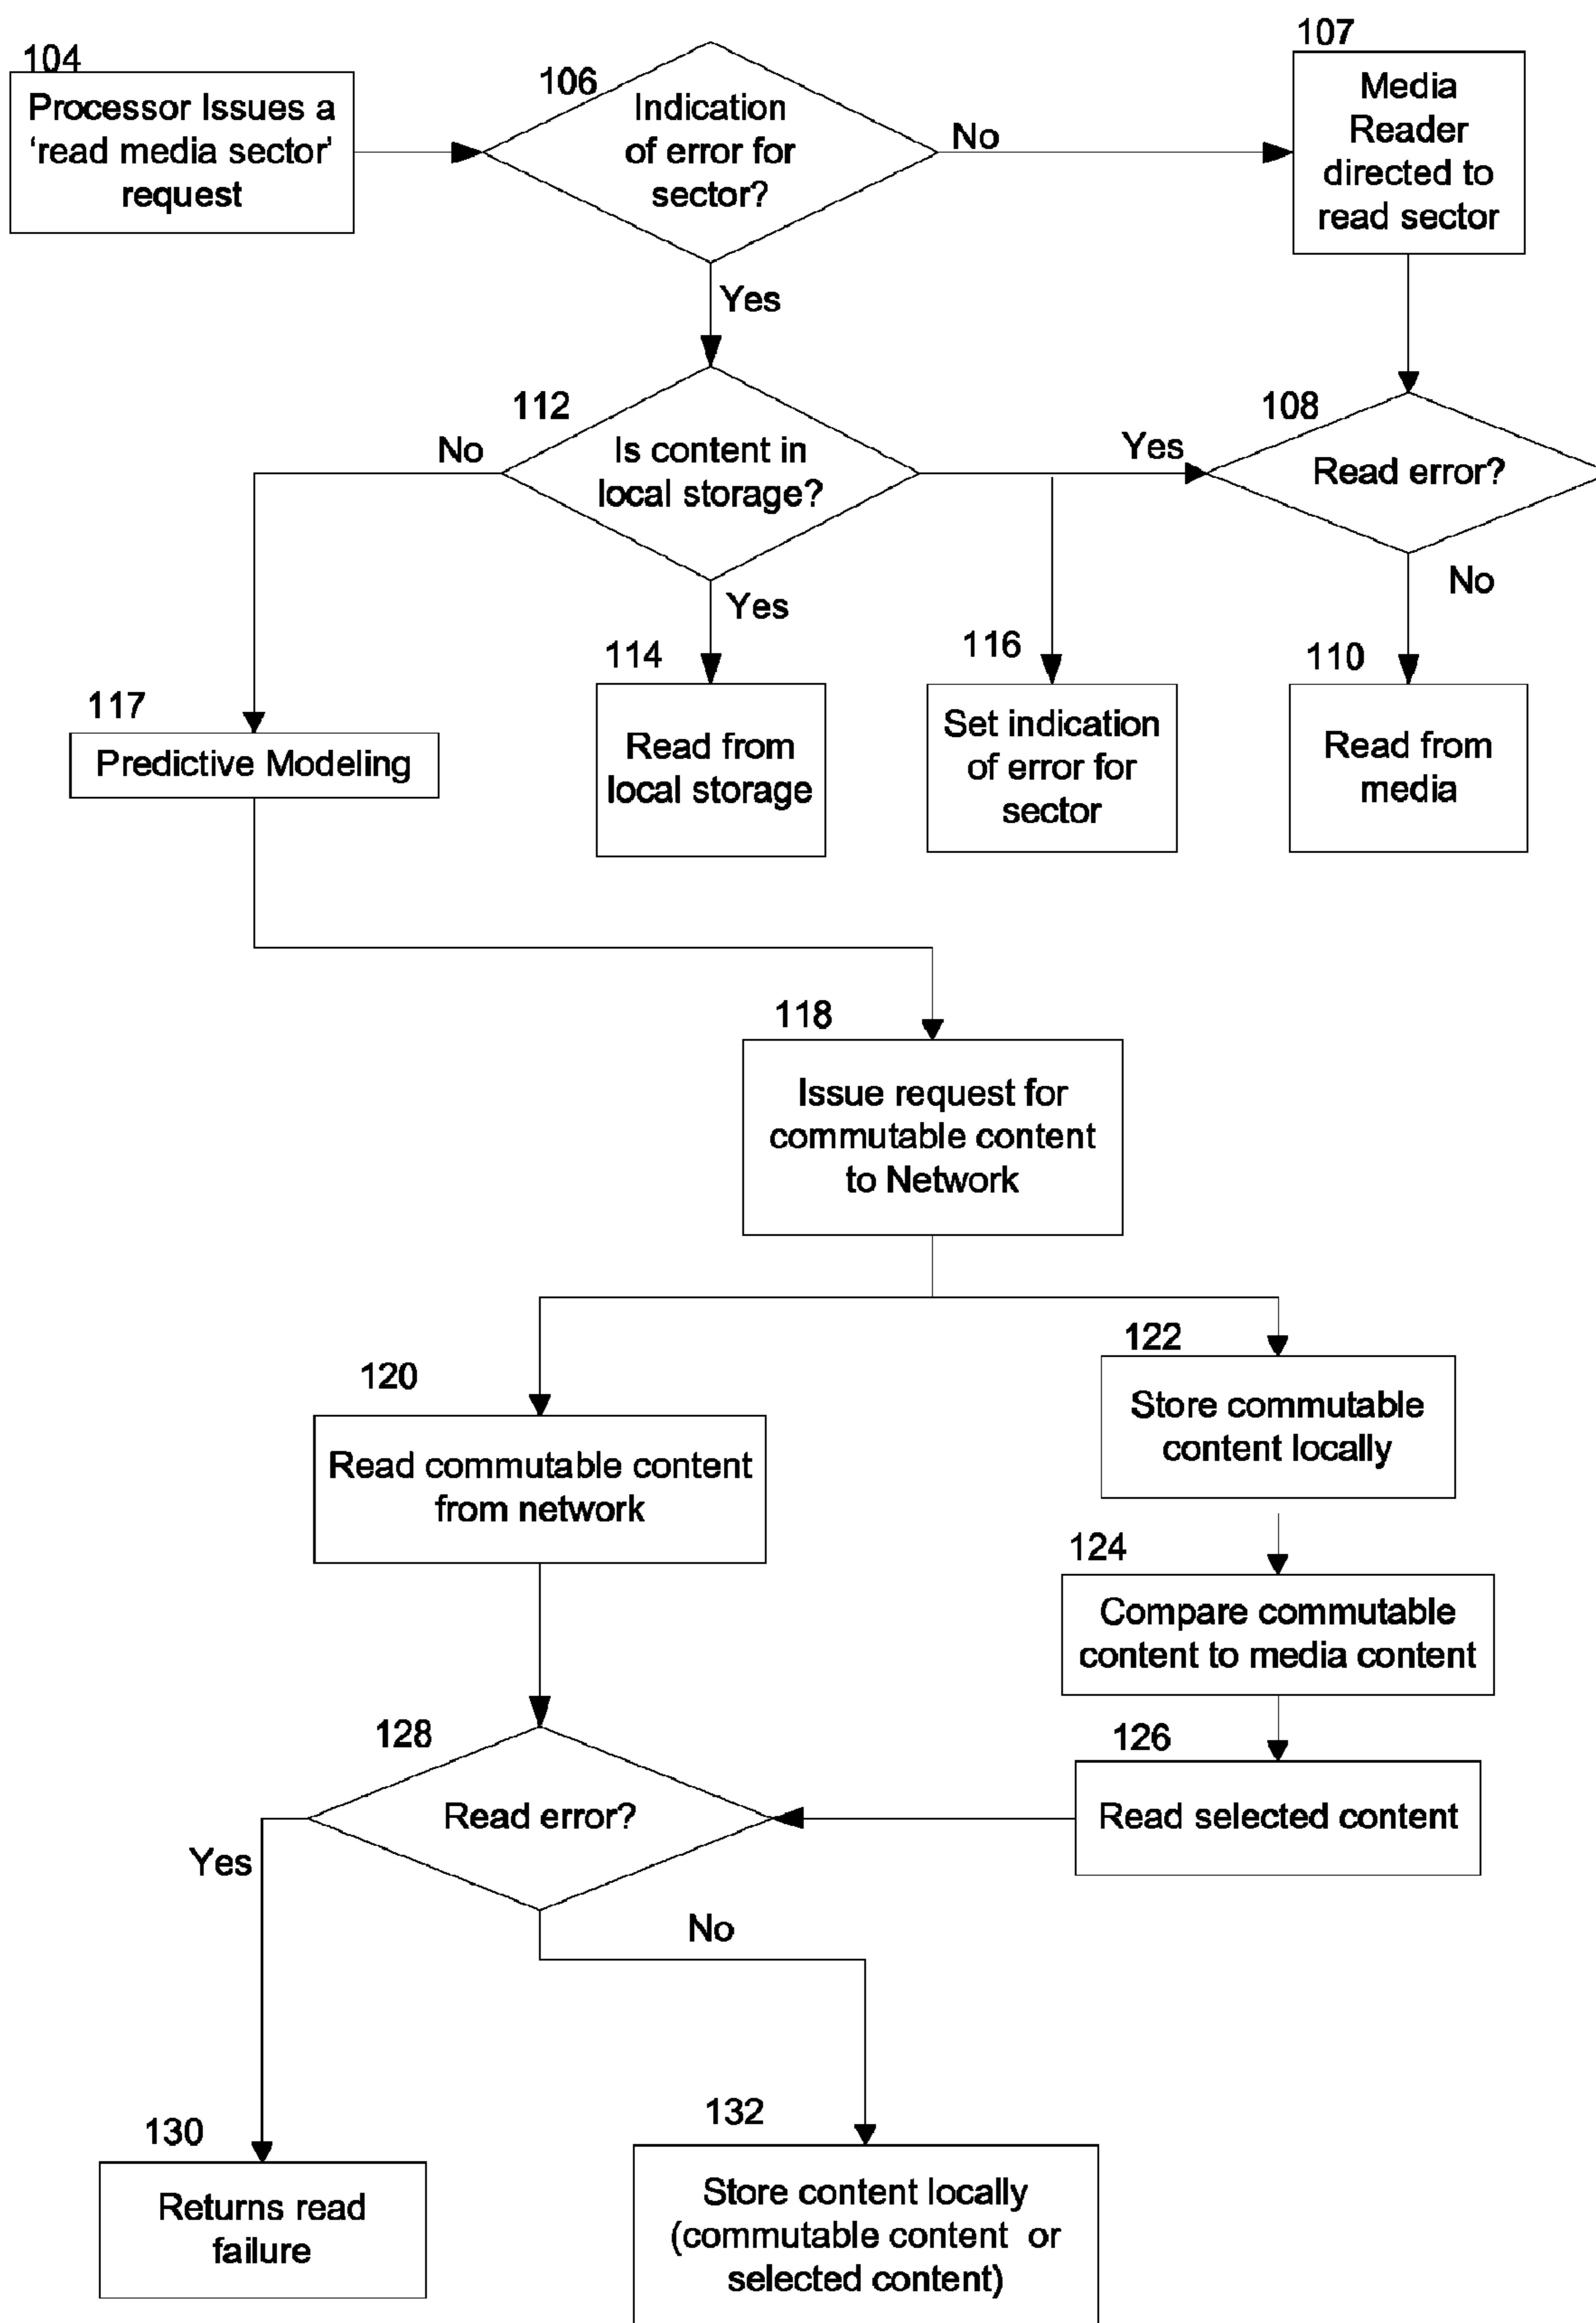 104
Processor Issues a
‘read media sector’
request
106
Indication
of error for
sector?
No
107
Media
Reader
directed to
read sector
Yes
112
Is content in
local storage?
No
Yes
108
Read error?
Yes
No
114
Read from
local storage
116
Set indication
of error for
sector
110
Read from
media
117
Predictive Modeling
118
Issue request for
commutable content
to Network
120
Read commutable content
from network
122
Store commutable
content locally
124
Compare commutable
content to media content
126
Read selected content
128
Read error?
Yes
No
130
Returns read
failure
132
Store content locally
(commutable content or
selected content)